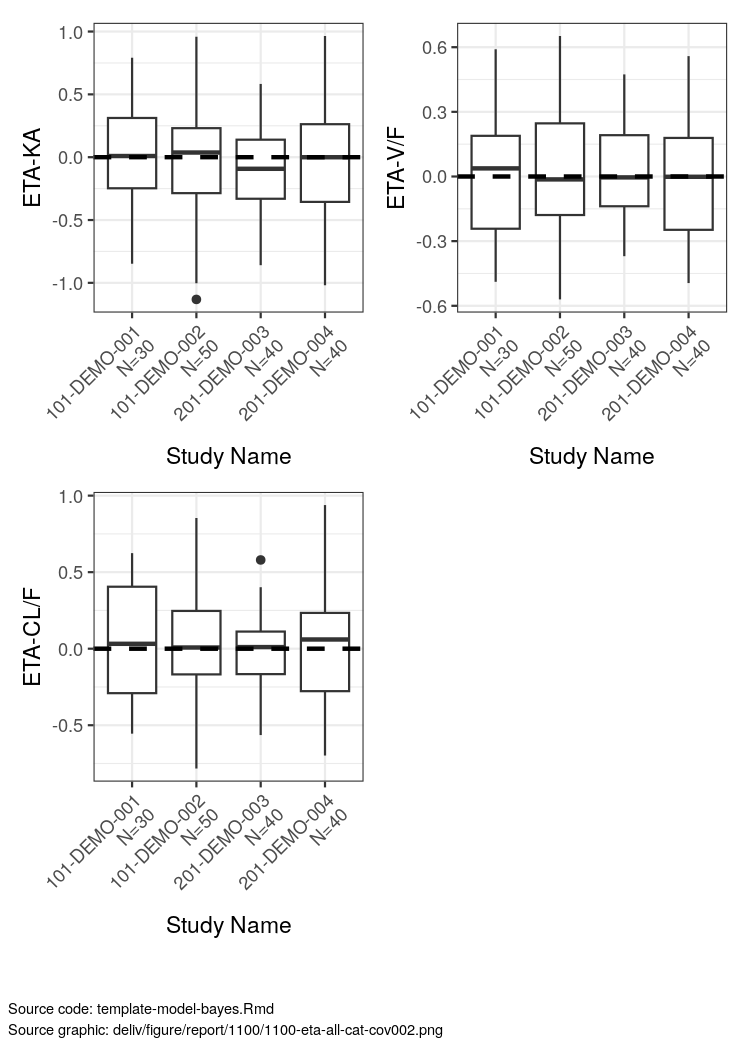 ETA-KA
1.0
0.5
0.0
-0.5
-1.0
101-DEMO-001
N=30
101-DEMO-002
N=50
201-DEMO-003
N=40
201-DEMO-004
N=40
Study Name
ETA-V/F
0.6
0.3
0.0
-0.3
-0.6
101-DEMO-001
N=30
101-DEMO-002
N=50
201-DEMO-003
N=40
201-DEMO-004
N=40
Study Name
ETA-CL/F
1.0
0.5
0.0
-0.5
101-DEMO-001
N=30
101-DEMO-002
N=50
201-DEMO-003
N=40
201-DEMO-004
N=40
Study Name
Source code: template-model-bayes.Rmd
Source graphic: deliv/figure/report/1100/1100-eta-all-cat-cov002.png